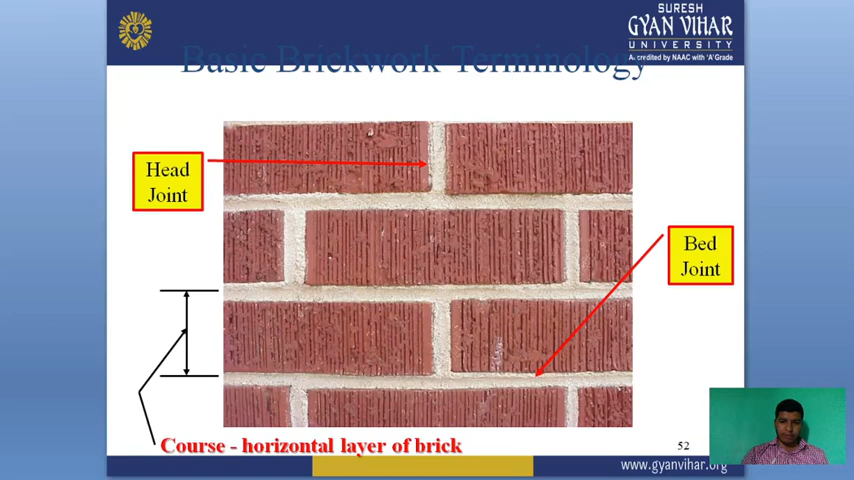 SURESH
GYAN VIHAR
UNIVERSITY
Accredited by NAAC with 'A' Grade
Basic Brickwork Terminology
Head
Joint
Bed
Joint
Course - horizontal layer of brick
52
www.gyanvihar.org